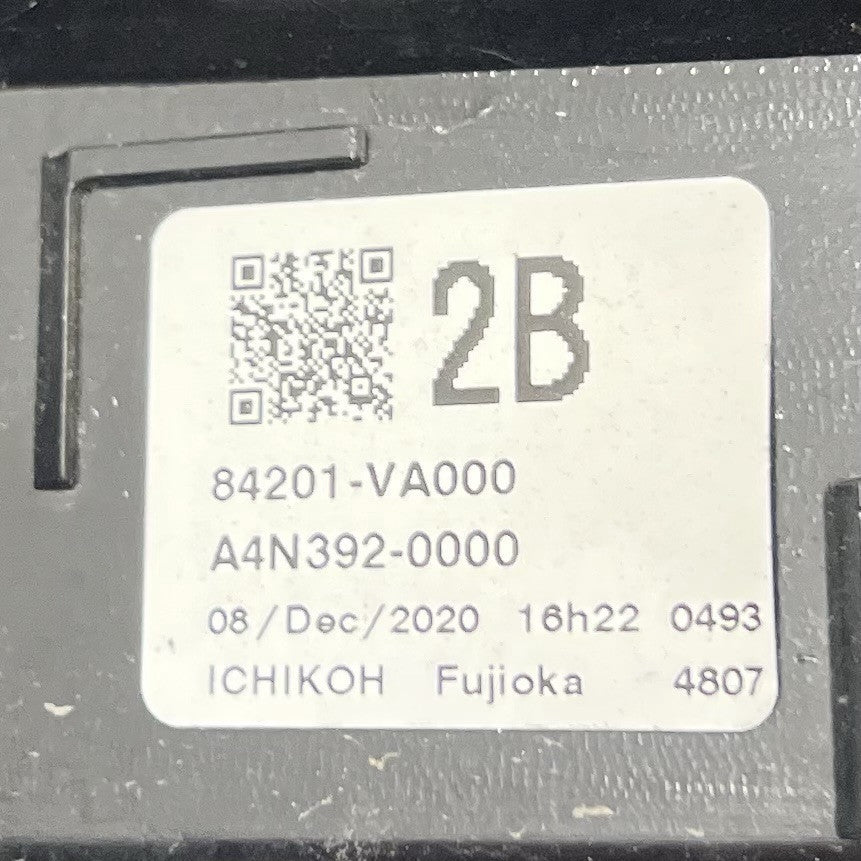 2B
84201-VA000
A4N392-0000
08/Dec/2020 16h22 0493
ICHIKOH Fujioka 4807